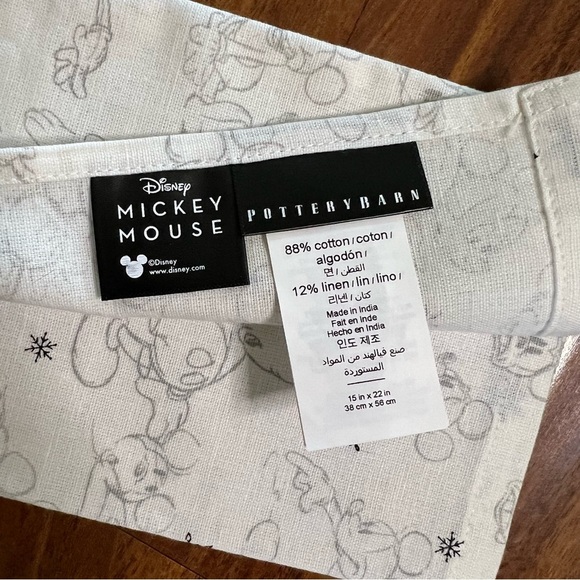 Disney
MICKEY
MOUSE
©Disney
www.disney.com
POTTERYBARN
88% cotton / coton /
algodón /
면 / القطن /
12% linen / lin / lino /
리넨 / كتان /
Made in India
Fait en Inde
Hecho en India
인도 제조
صنع فيالهند من المواد
المستوردة
15 in x 22 in
38 cm x 56 cm